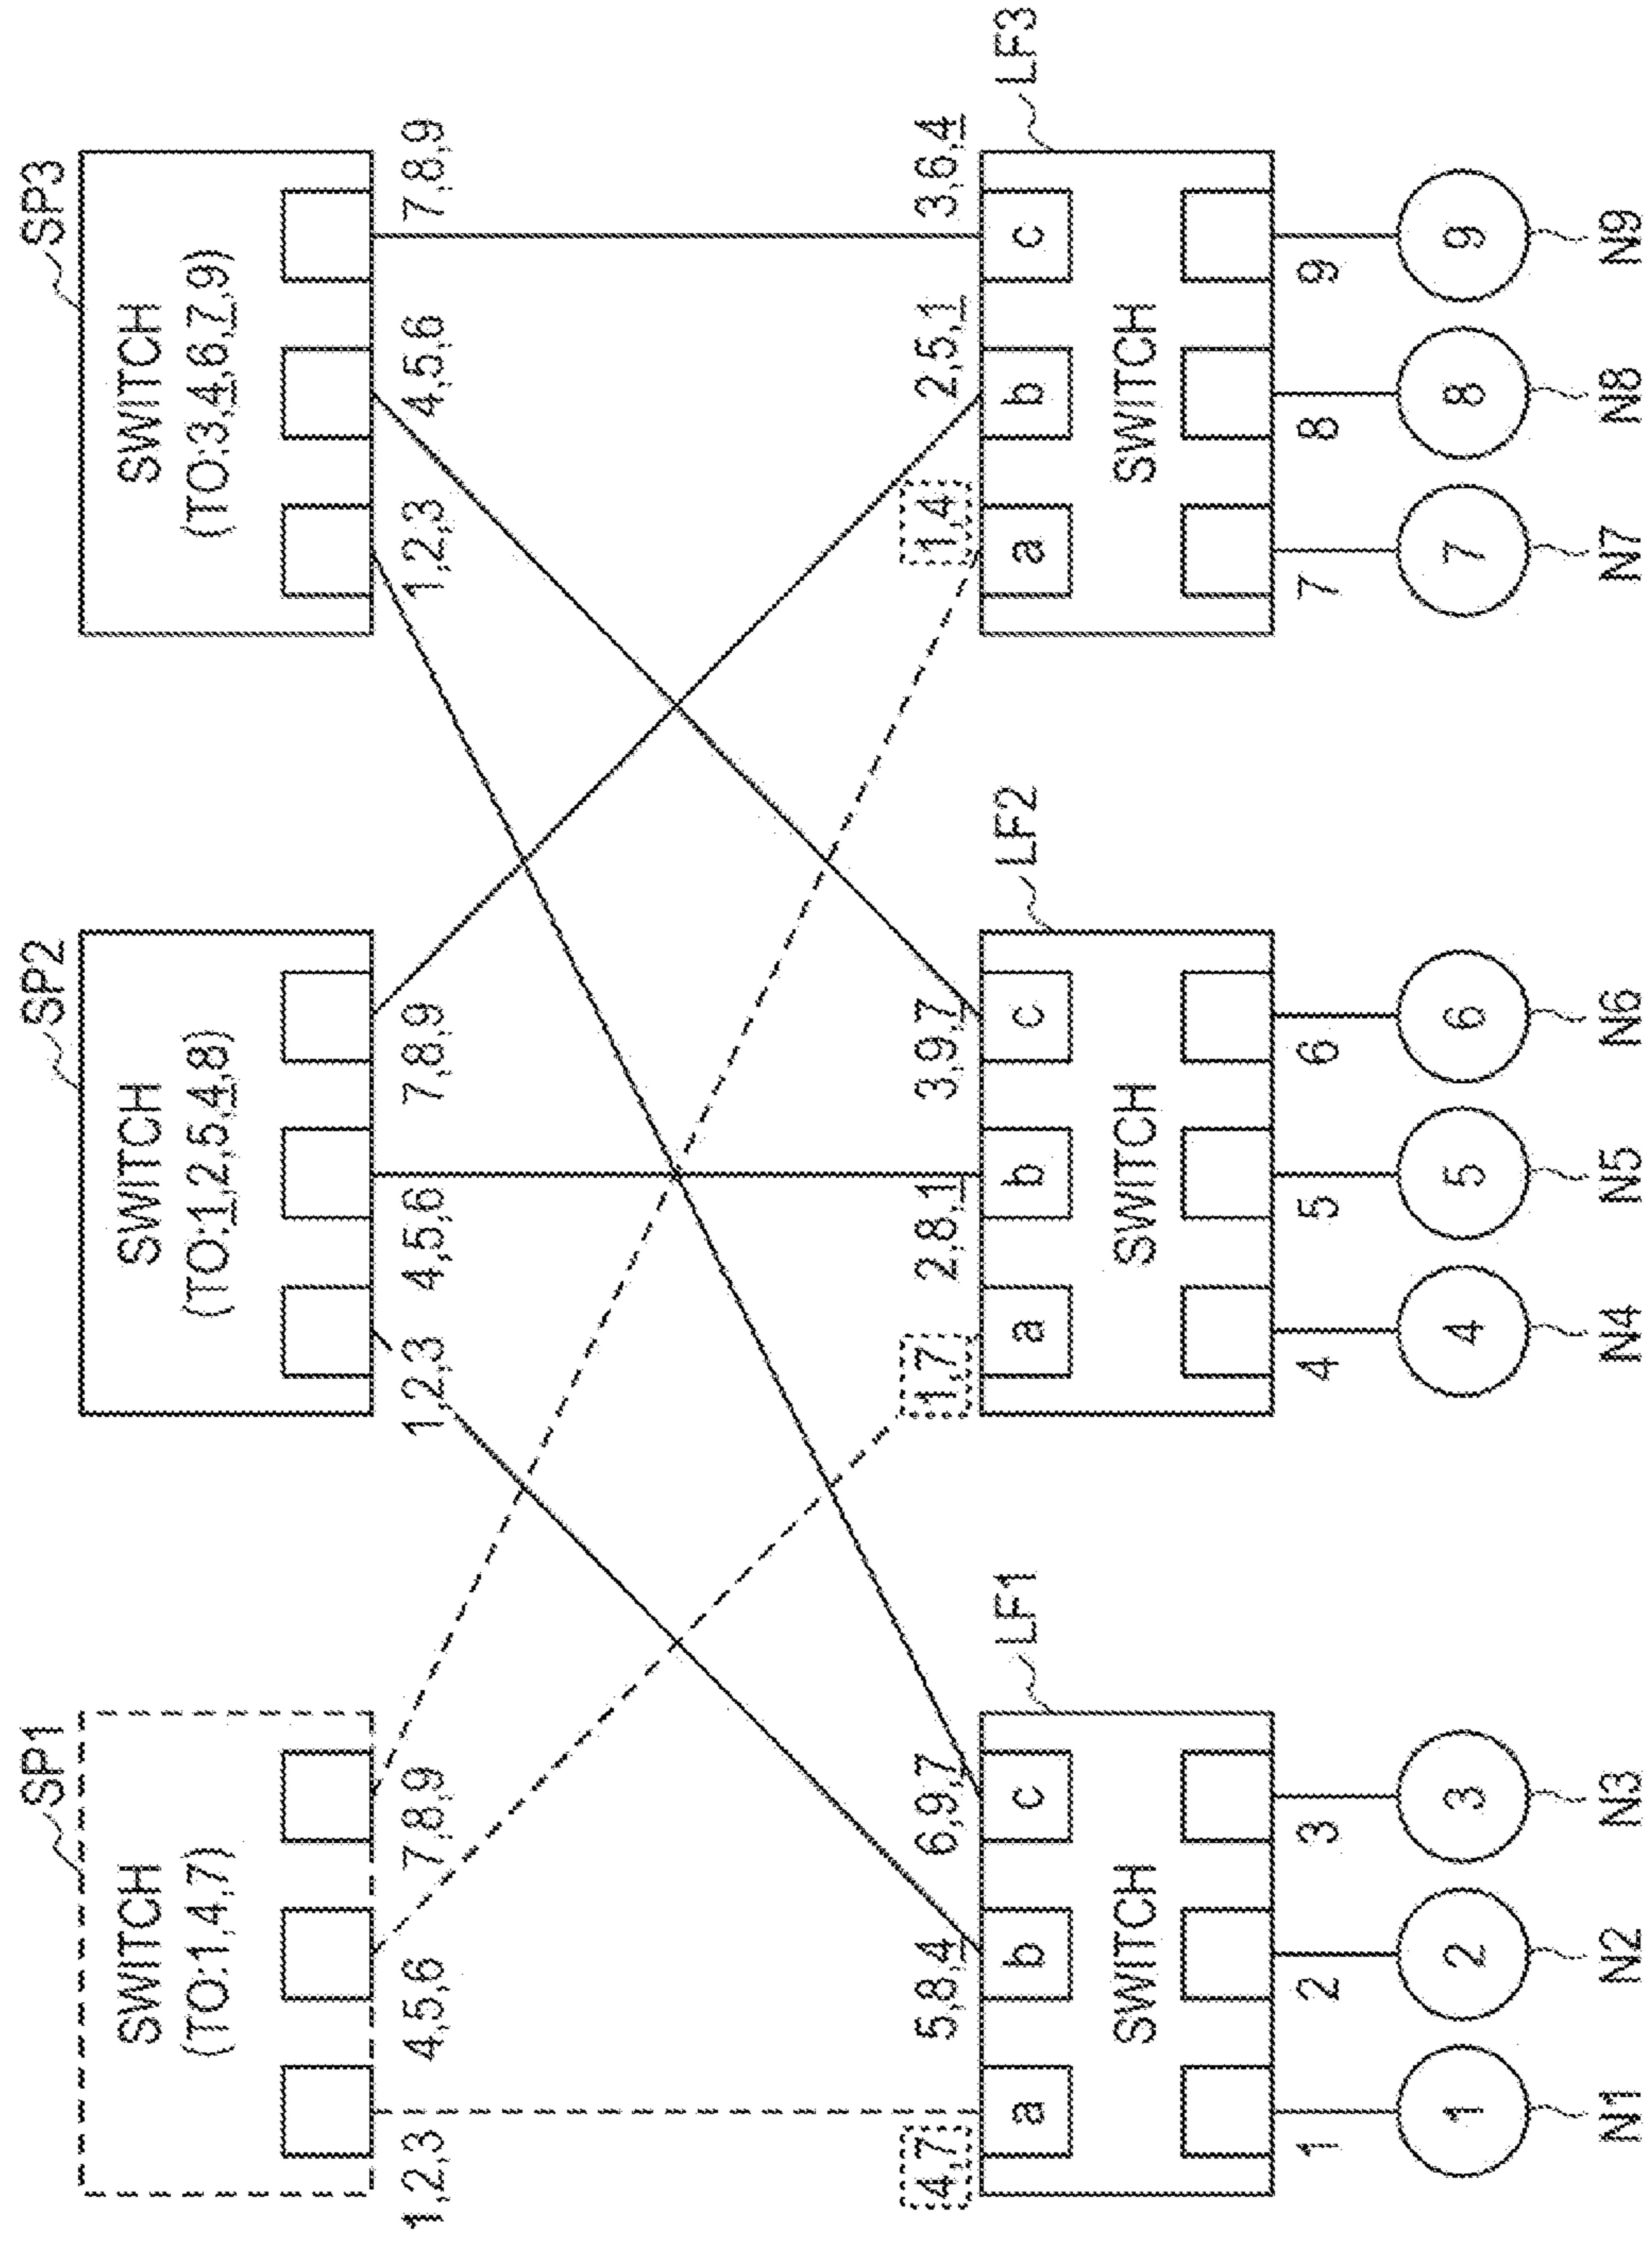 SP1
SWITCH
(TO:1,4,7)
1,2,3
4,5,6
7,8,9
SP2
SWITCH
(TO:1,2,5,4,8)
1,2,3
4,5,6
7,8,9
SP3
SWITCH
(TO:3,4,6,7,9)
1,2,3
4,5,6
7,8,9
4,7
5,8,4
6,9,7
LF1
a
b
c
SWITCH
1
2
3
1
2
3
N1
N2
N3
1,7
2,8,1
3,9,7
LF2
a
b
c
SWITCH
4
5
6
4
5
6
N4
N5
N6
1,4
2,5,1
3,6,4
LF3
a
b
c
SWITCH
7
8
9
7
8
9
N7
N8
N9